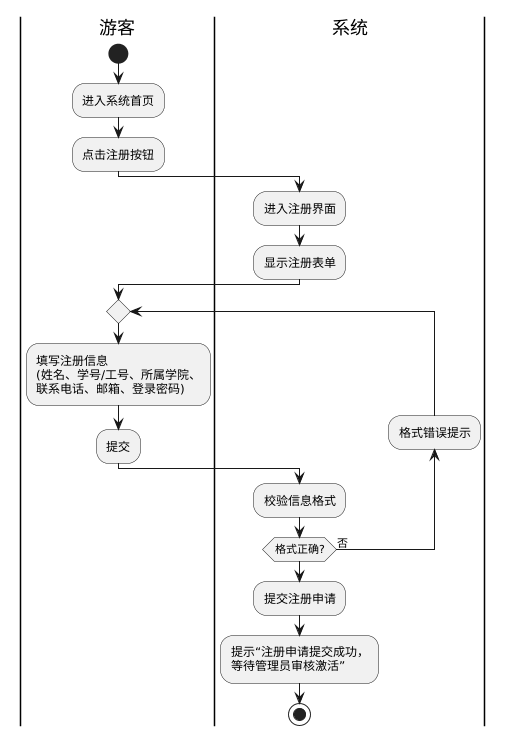 游客
系统
进入系统首页
点击注册按钮
进入注册界面
显示注册表单
填写注册信息
(姓名、学号/工号、所属学院、
联系电话、邮箱、登录密码)
格式错误提示
提交
校验信息格式
格式正确?
否
提交注册申请
提示“注册申请提交成功，
等待管理员审核激活”